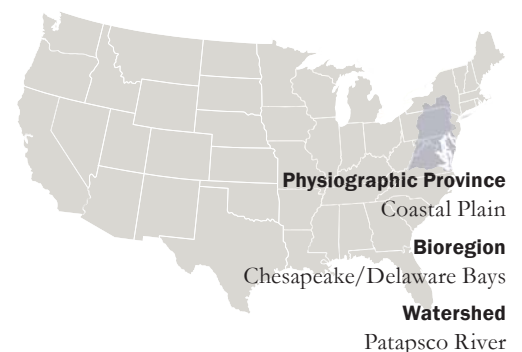 Physiographic Province
Coastal Plain
Bioregion
Chesapeake/Delaware Bays
Watershed
Patapsco River